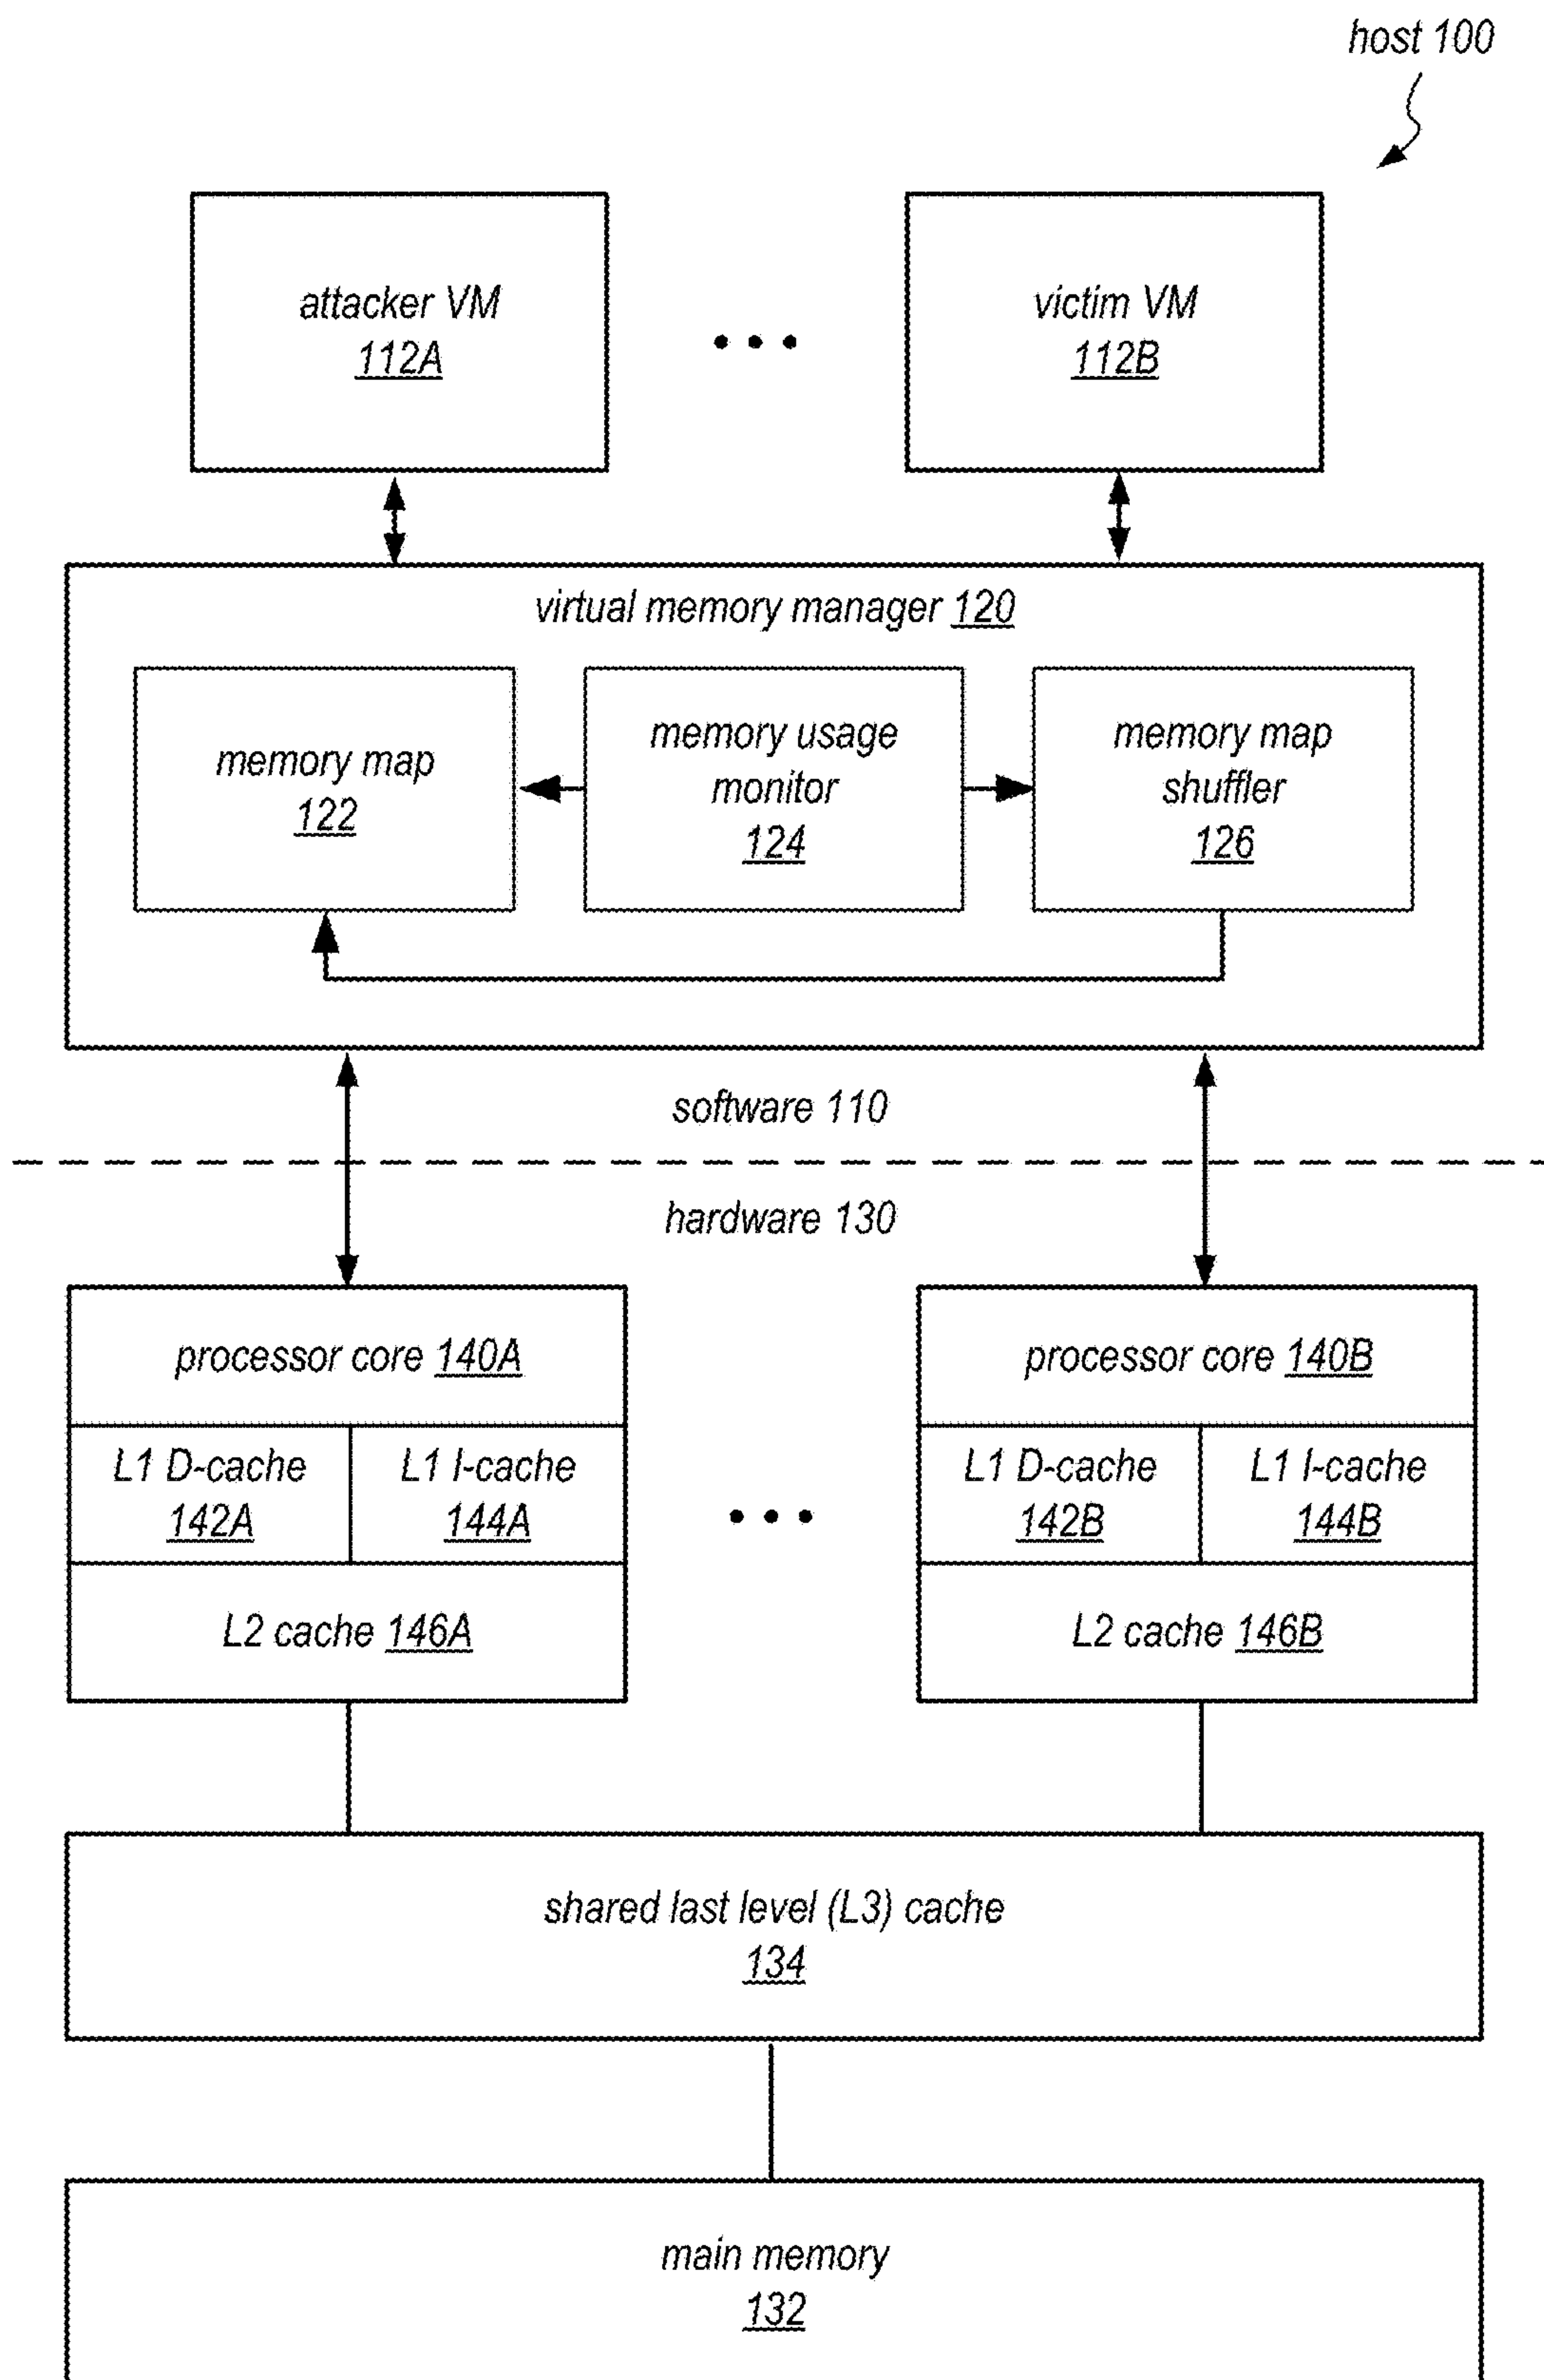 host 100
attacker VM
112A
victim VM
112B
virtual memory manager 120
memory map
122
memory usage
monitor
124
memory map
shuffler
126
software 110
hardware 130
processor core 140A
L1 D-cache
142A
L1 I-cache
144A
L2 cache 146A
processor core 140B
L1 D-cache
142B
L1 I-cache
144B
L2 cache 146B
shared last level (L3) cache
134
main memory
132